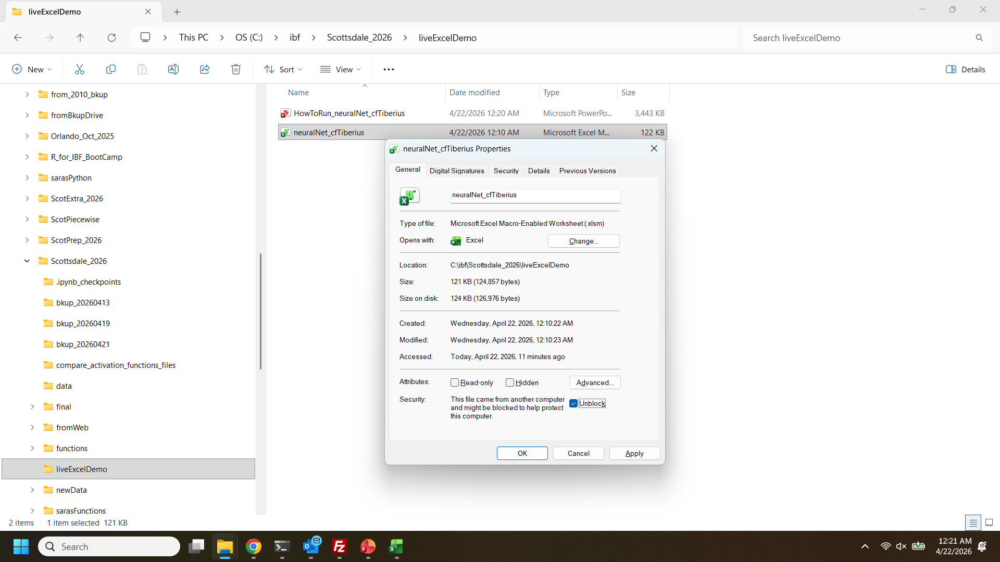 liveExcelDemo
This PC
OS (C:)
ibf
Scottsdale_2026
liveExcelDemo
Search liveExcelDemo
New
Sort
View
Details
from_2010_bkup
fromBkupDrive
Orlando_Oct_2025
R_for_IBF_BootCamp
sarasPython
ScotExtra_2026
ScotPiecewise
ScotPrep_2026
Scottsdale_2026
.ipynb_checkpoints
bkup_20260413
bkup_20260419
bkup_20260421
compare_activation_functions_files
data
final
fromWeb
functions
liveExcelDemo
newData
sarasFunctions
Name Date modified Type Size
HowToRun_neuralNet_cfTiberius 4/22/2026 12:20 AM Microsoft PowerPo... 3,443 KB
neuralNet_cfTiberius 4/22/2026 12:10 AM Microsoft Excel M... 122 KB
neuralNet_cfTiberius Properties
General Digital Signatures Security Details Previous Versions
neuralNet_cfTiberius
Type of file: Microsoft Excel Macro-Enabled Worksheet (.xlsm)
Opens with: Excel Change...
Location: C:\ibf\Scottsdale_2026\liveExcelDemo
Size: 121 KB (124,857 bytes)
Size on disk: 124 KB (126,976 bytes)
Created: Wednesday, April 22, 2026, 12:10:22 AM
Modified: Wednesday, April 22, 2026, 12:10:23 AM
Accessed: Today, April 22, 2026, 11 minutes ago
Attributes: Read-only Hidden Advanced...
Security: This file came from another computer
and might be blocked to help protect
this computer.
Unblock
OK Cancel Apply
2 items 1 item selected 121 KB
Search
12:21 AM
4/22/2026